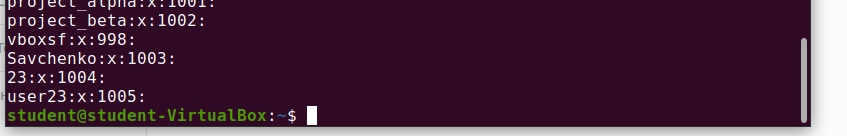 project_alpha:x:1001:
project_beta:x:1002:
vboxsf:x:998:
Savchenko:x:1003:
23:x:1004:
user23:x:1005:
student@student-VirtualBox:~$